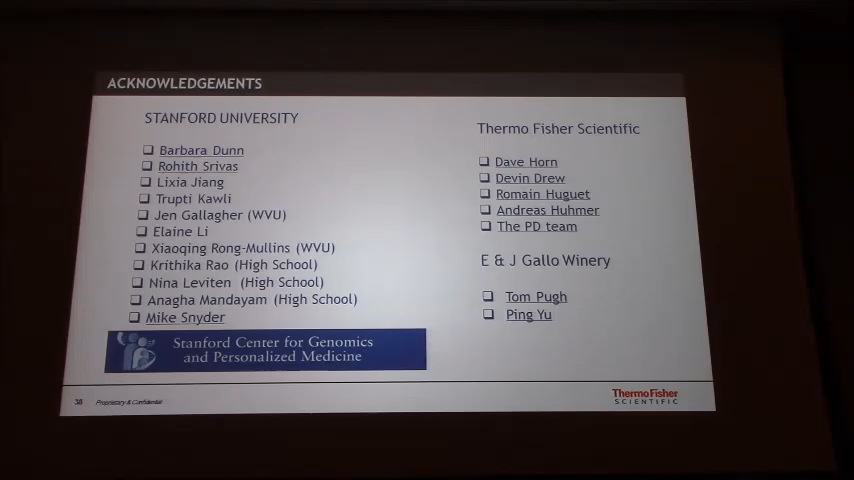 ACKNOWLEDGEMENTS
STANFORD UNIVERSITY
❑ Barbara Dunn
❑ Rohith Srivas
❑ Lixia Jiang
❑ Trupti Kawli
❑ Jen Gallagher (WVU)
❑ Elaine Li
❑ Xiaoqing Rong-Mullins (WVU)
❑ Krithika Rao (High School)
❑ Nina Leviten (High School)
❑ Anagha Mandayam (High School)
❑ Mike Snyder
Stanford Center for Genomics
and Personalized Medicine
Thermo Fisher Scientific
❑ Dave Horn
❑ Devin Drew
❑ Romain Huguet
❑ Andreas Huhmer
❑ The PD team
E & J Gallo Winery
❑ Tom Pugh
❑ Ping Yu
38 Proprietary & Confidential
ThermoFisher
SCIENTIFIC